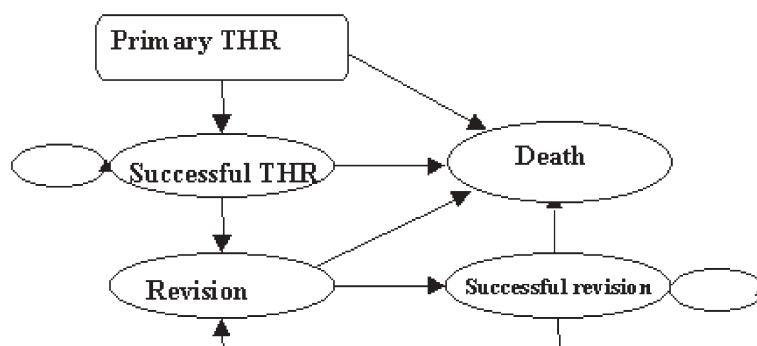 Primary THR
Death
Successful THR
Revision
Successful revision